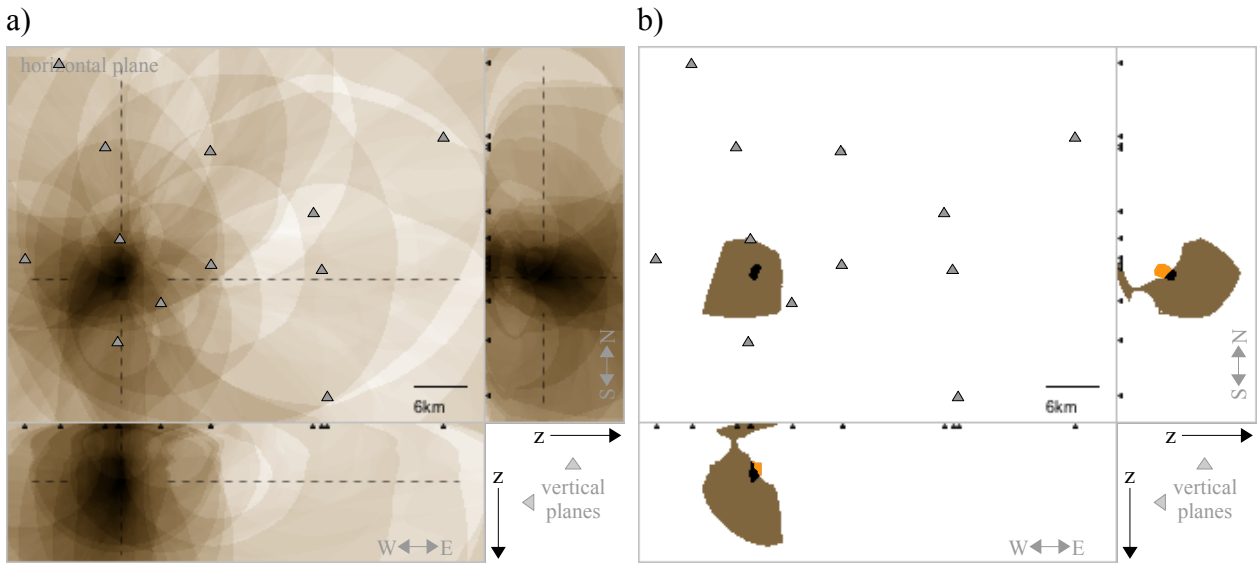 a)
horizontal plane
S N
6km
z
z
vertical
planes
W E
b)
S N
6km
z
z
vertical
planes
W E